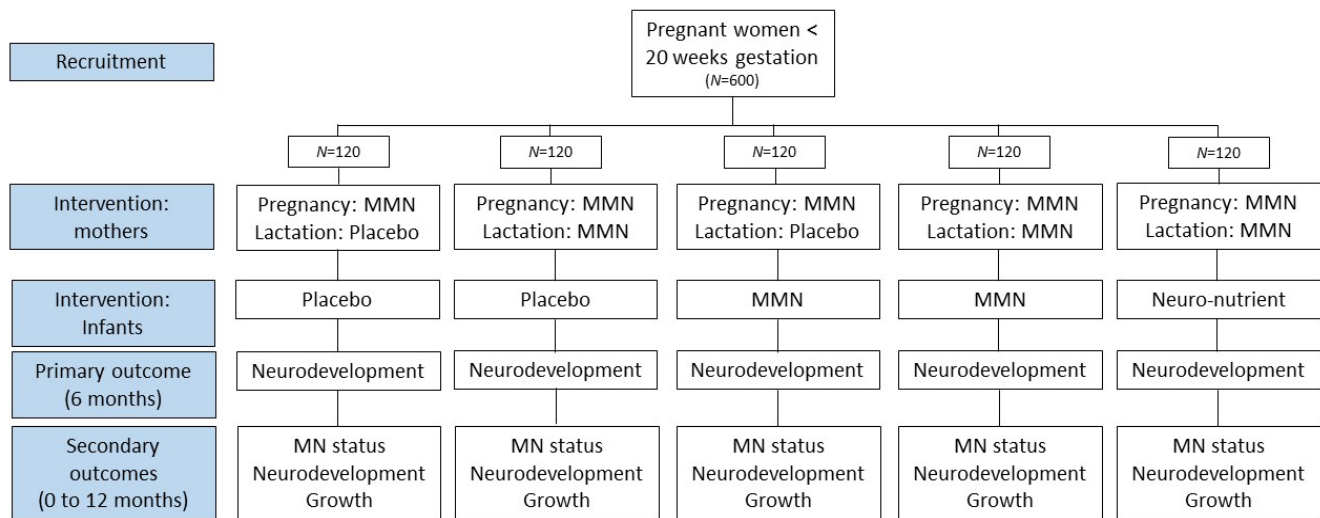 Recruitment
Pregnant women <
20 weeks gestation
(N=600)
N=120
N=120
N=120
N=120
N=120
Intervention:
mothers
Pregnancy: MMN
Lactation: Placebo
Pregnancy: MMN
Lactation: MMN
Pregnancy: MMN
Lactation: Placebo
Pregnancy: MMN
Lactation: MMN
Pregnancy: MMN
Lactation: MMN
Intervention:
Infants
Placebo
Placebo
MMN
MMN
Neuro-nutrient
Primary outcome
(6 months)
Neurodevelopment
Neurodevelopment
Neurodevelopment
Neurodevelopment
Neurodevelopment
Secondary
outcomes
(0 to 12 months)
MN status
Neurodevelopment
Growth
MN status
Neurodevelopment
Growth
MN status
Neurodevelopment
Growth
MN status
Neurodevelopment
Growth
MN status
Neurodevelopment
Growth